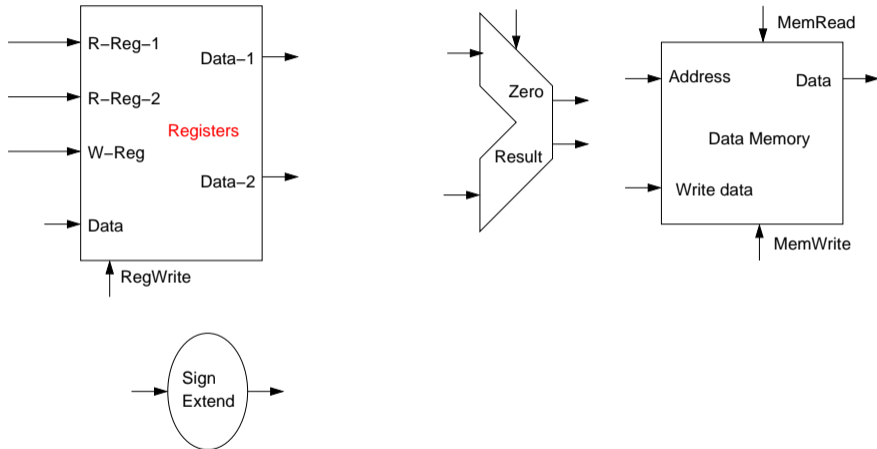 R-Reg-1
Data-1
R-Reg-2
Registers
W-Reg
Data-2
Data
RegWrite
Zero
Result
MemRead
Address
Data
Data Memory
Write data
MemWrite
Sign
Extend